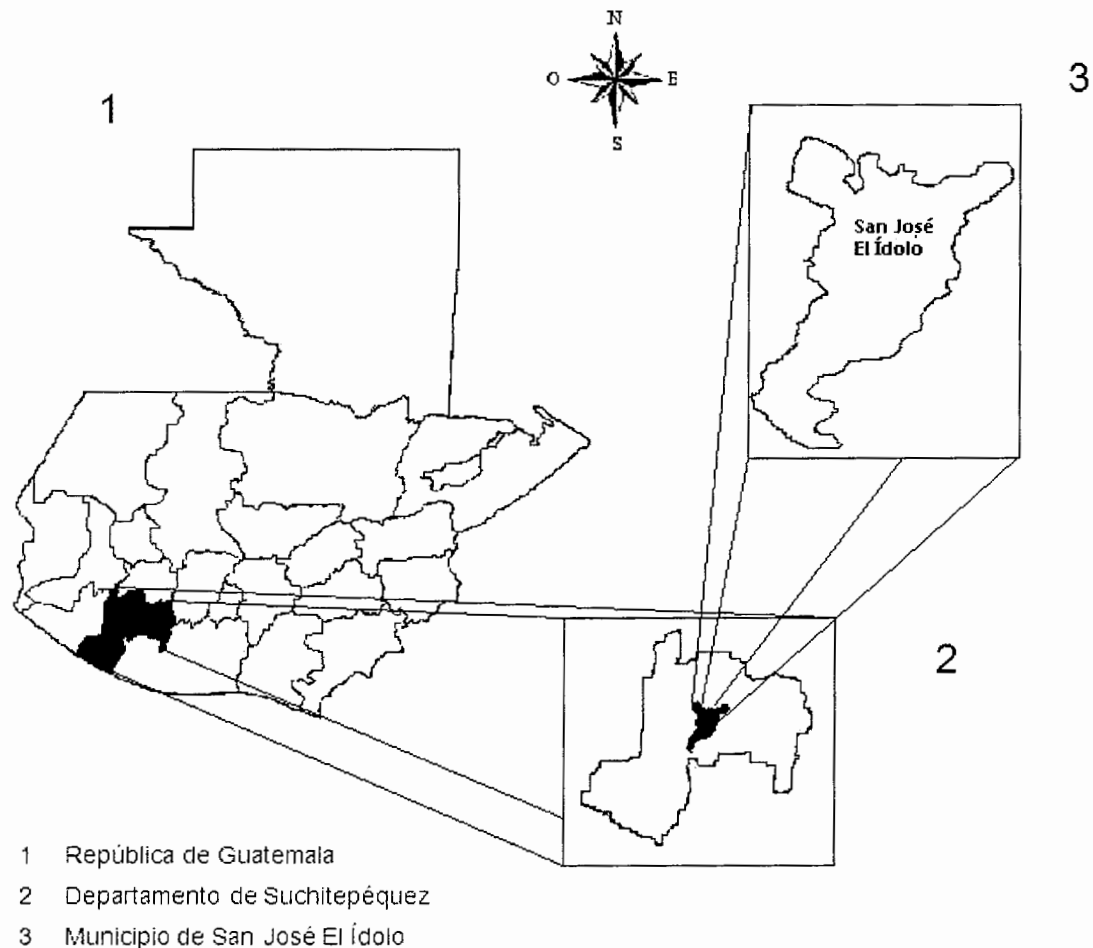 N
O E
S
1
3
San José
El Ídolo
2
1 República de Guatemala
2 Departamento de Suchitepéquez
3 Municipio de San José El Ídolo